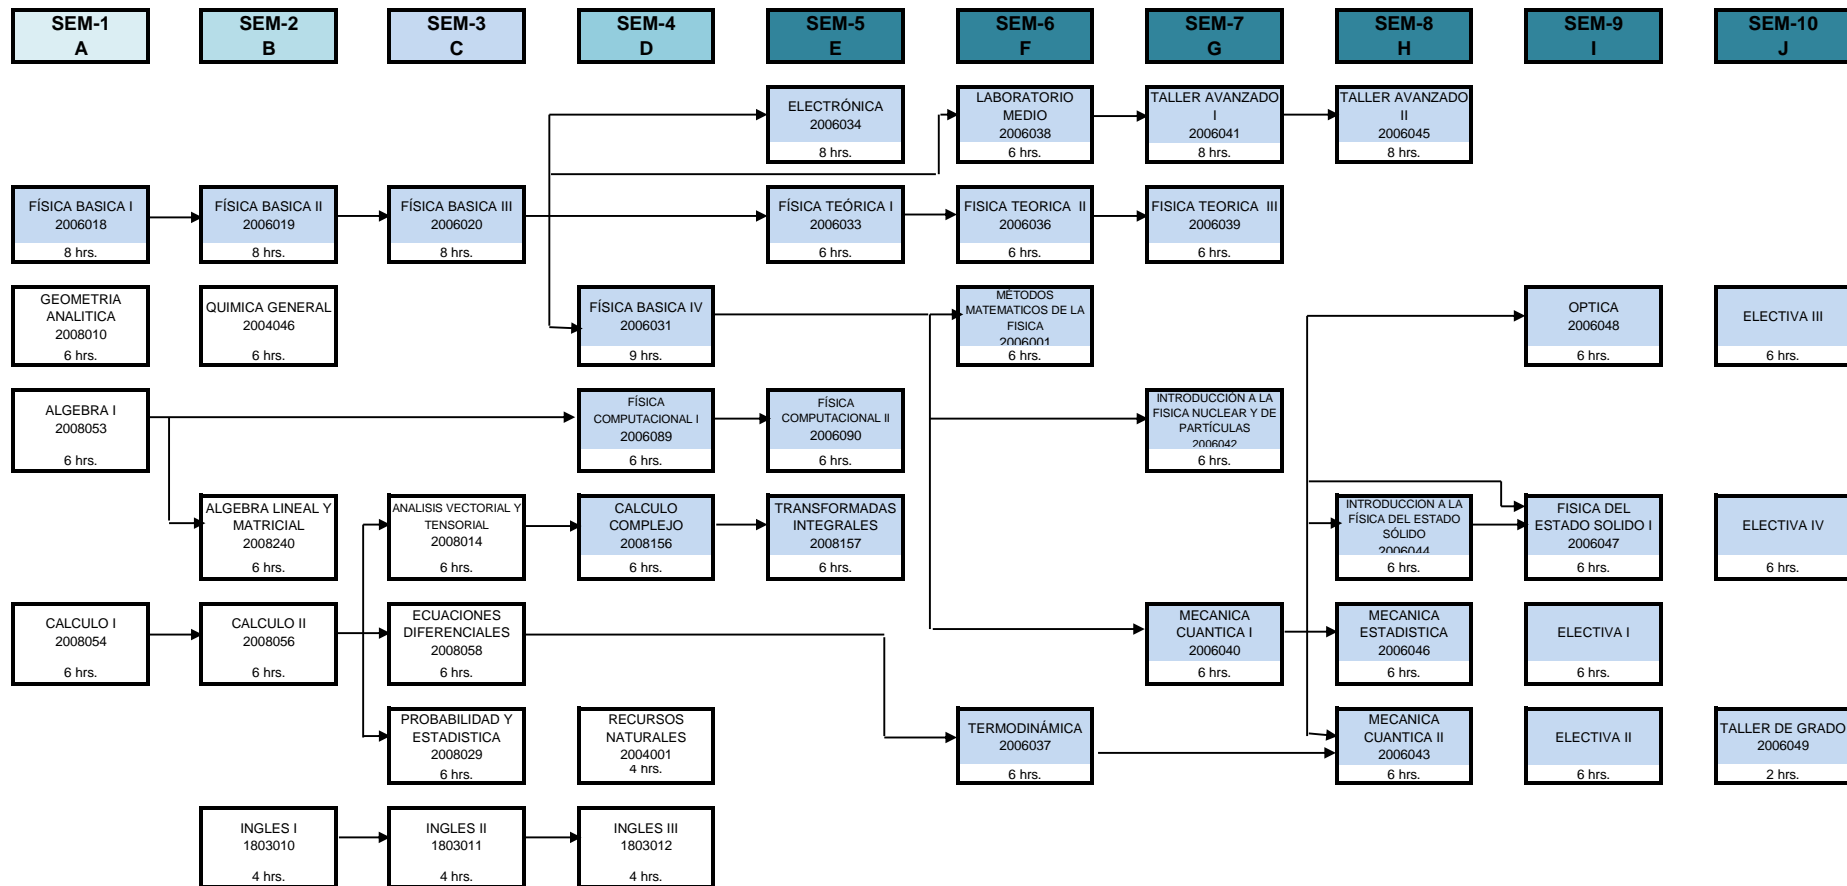 SEM-1
A
SEM-2
B
SEM-3
C
SEM-4
D
SEM-5
E
SEM-6
F
SEM-7
G
SEM-8
H
SEM-9
I
SEM-10
J
ELECTRÓNICA
2006034
8 hrs.
LABORATORIO
MEDIO
2006038
6 hrs.
TALLER AVANZADO
I
2006041
8 hrs.
TALLER AVANZADO
II
2006045
8 hrs.
FÍSICA BASICA I
2006018
8 hrs.
FÍSICA BASICA II
2006019
8 hrs.
FÍSICA BASICA III
2006020
8 hrs.
FÍSICA TEÓRICA I
2006033
6 hrs.
FISICA TEORICA II
2006036
6 hrs.
FISICA TEORICA III
2006039
6 hrs.
GEOMETRIA
ANALITICA
2008010
6 hrs.
QUIMICA GENERAL
2004046
6 hrs.
FÍSICA BASICA IV
2006031
9 hrs.
MÉTODOS
MATEMATICOS DE LA
FISICA
2006001
6 hrs.
OPTICA
2006048
6 hrs.
ELECTIVA III
6 hrs.
ALGEBRA I
2008053
6 hrs.
FÍSICA
COMPUTACIONAL I
2006089
6 hrs.
FÍSICA
COMPUTACIONAL II
2006090
6 hrs.
INTRODUCCIÓN A LA
FISICA NUCLEAR Y DE
PARTÍCULAS
2006042
6 hrs.
ALGEBRA LINEAL Y
MATRICIAL
2008240
6 hrs.
ANALISIS VECTORIAL Y
TENSORIAL
2008014
6 hrs.
CALCULO
COMPLEJO
2008156
6 hrs.
TRANSFORMADAS
INTEGRALES
2008157
6 hrs.
INTRODUCCION A LA
FÍSICA DEL ESTADO
SÓLIDO
2006044
6 hrs.
FISICA DEL
ESTADO SOLIDO I
2006047
6 hrs.
ELECTIVA IV
6 hrs.
CALCULO I
2008054
6 hrs.
CALCULO II
2008056
6 hrs.
ECUACIONES
DIFERENCIALES
2008058
6 hrs.
MECANICA
CUANTICA I
2006040
6 hrs.
MECANICA
ESTADISTICA
2006046
6 hrs.
ELECTIVA I
6 hrs.
PROBABILIDAD Y
ESTADISTICA
2008029
6 hrs.
RECURSOS
NATURALES
2004001
4 hrs.
TERMODINÁMICA
2006037
6 hrs.
MECANICA
CUANTICA II
2006043
6 hrs.
ELECTIVA II
6 hrs.
TALLER DE GRADO
2006049
2 hrs.
INGLES I
1803010
4 hrs.
INGLES II
1803011
4 hrs.
INGLES III
1803012
4 hrs.